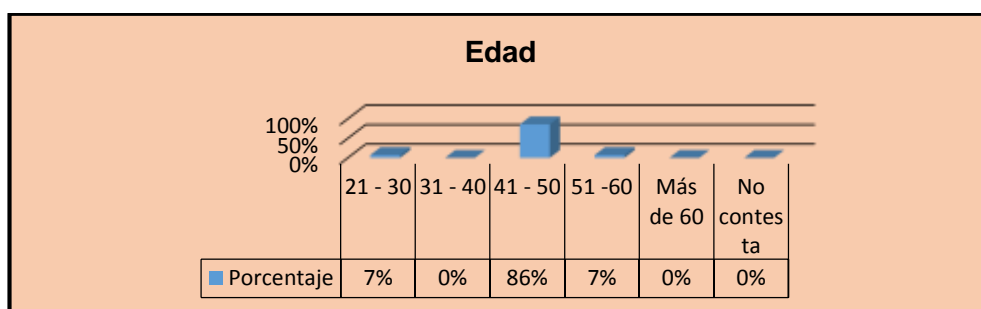 Edad
100%
50%
0%
21 - 30 31 - 40 41 - 50 51 -60 Más de 60 No contes ta
Porcentaje 7% 0% 86% 7% 0% 0%